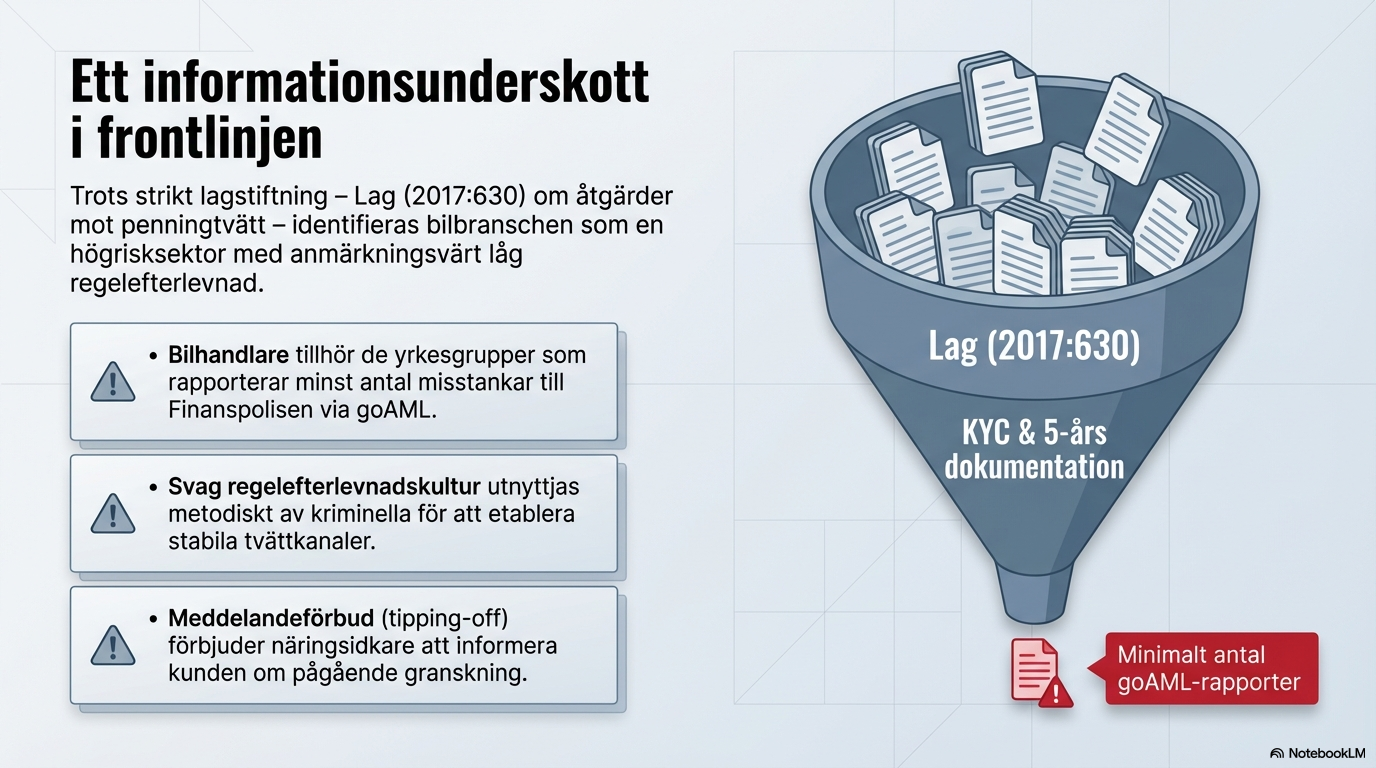 Ett informationsunderskott
i frontlinjen
Trots strikt lagstiftning – Lag (2017:630) om åtgärder
mot penningtvätt – identifieras bilbranschen som en
högrisksektor med anmärkningsvärt låg
regelefterlevnad.
• Bilhandlare tillhör de yrkesgrupper som
rapporterar minst antal misstankar till
Finanspolisen via goAML.
• Svag regelefterlevnadskultur utnyttjas
metodiskt av kriminella för att etablera
stabila tvättkanaler.
• Meddelandeförbud (tipping-off)
förbjuder näringsidkare att informera
kunden om pågående granskning.
Lag (2017:630)
KYC & 5-års
dokumentation
Minimalt antal
goAML-rapporter
NotebookLM